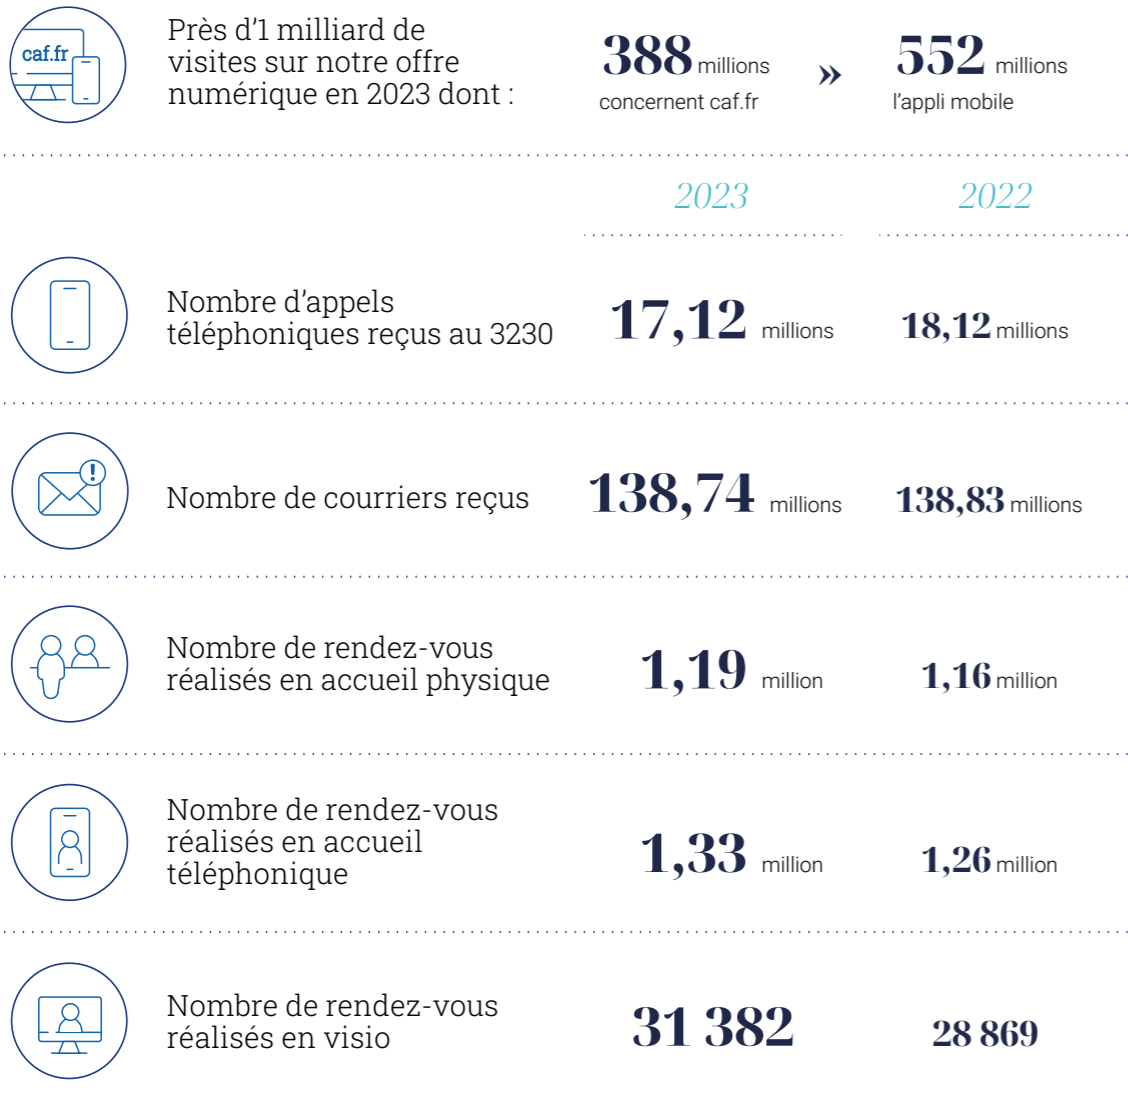 caf.fr
Près d’1 milliard de
visites sur notre offre
numérique en 2023 dont :
388 millions
concernent caf.fr
»
552 millions
l’appli mobile
2023
2022
Nombre d’appels
téléphoniques reçus au 3230
17,12 millions
18,12 millions
Nombre de courriers reçus
138,74 millions
138,83 millions
Nombre de rendez-vous
réalisés en accueil physique
1,19 million
1,16 million
Nombre de rendez-vous
réalisés en accueil
téléphonique
1,33 million
1,26 million
Nombre de rendez-vous
réalisés en visio
31 382
28 869